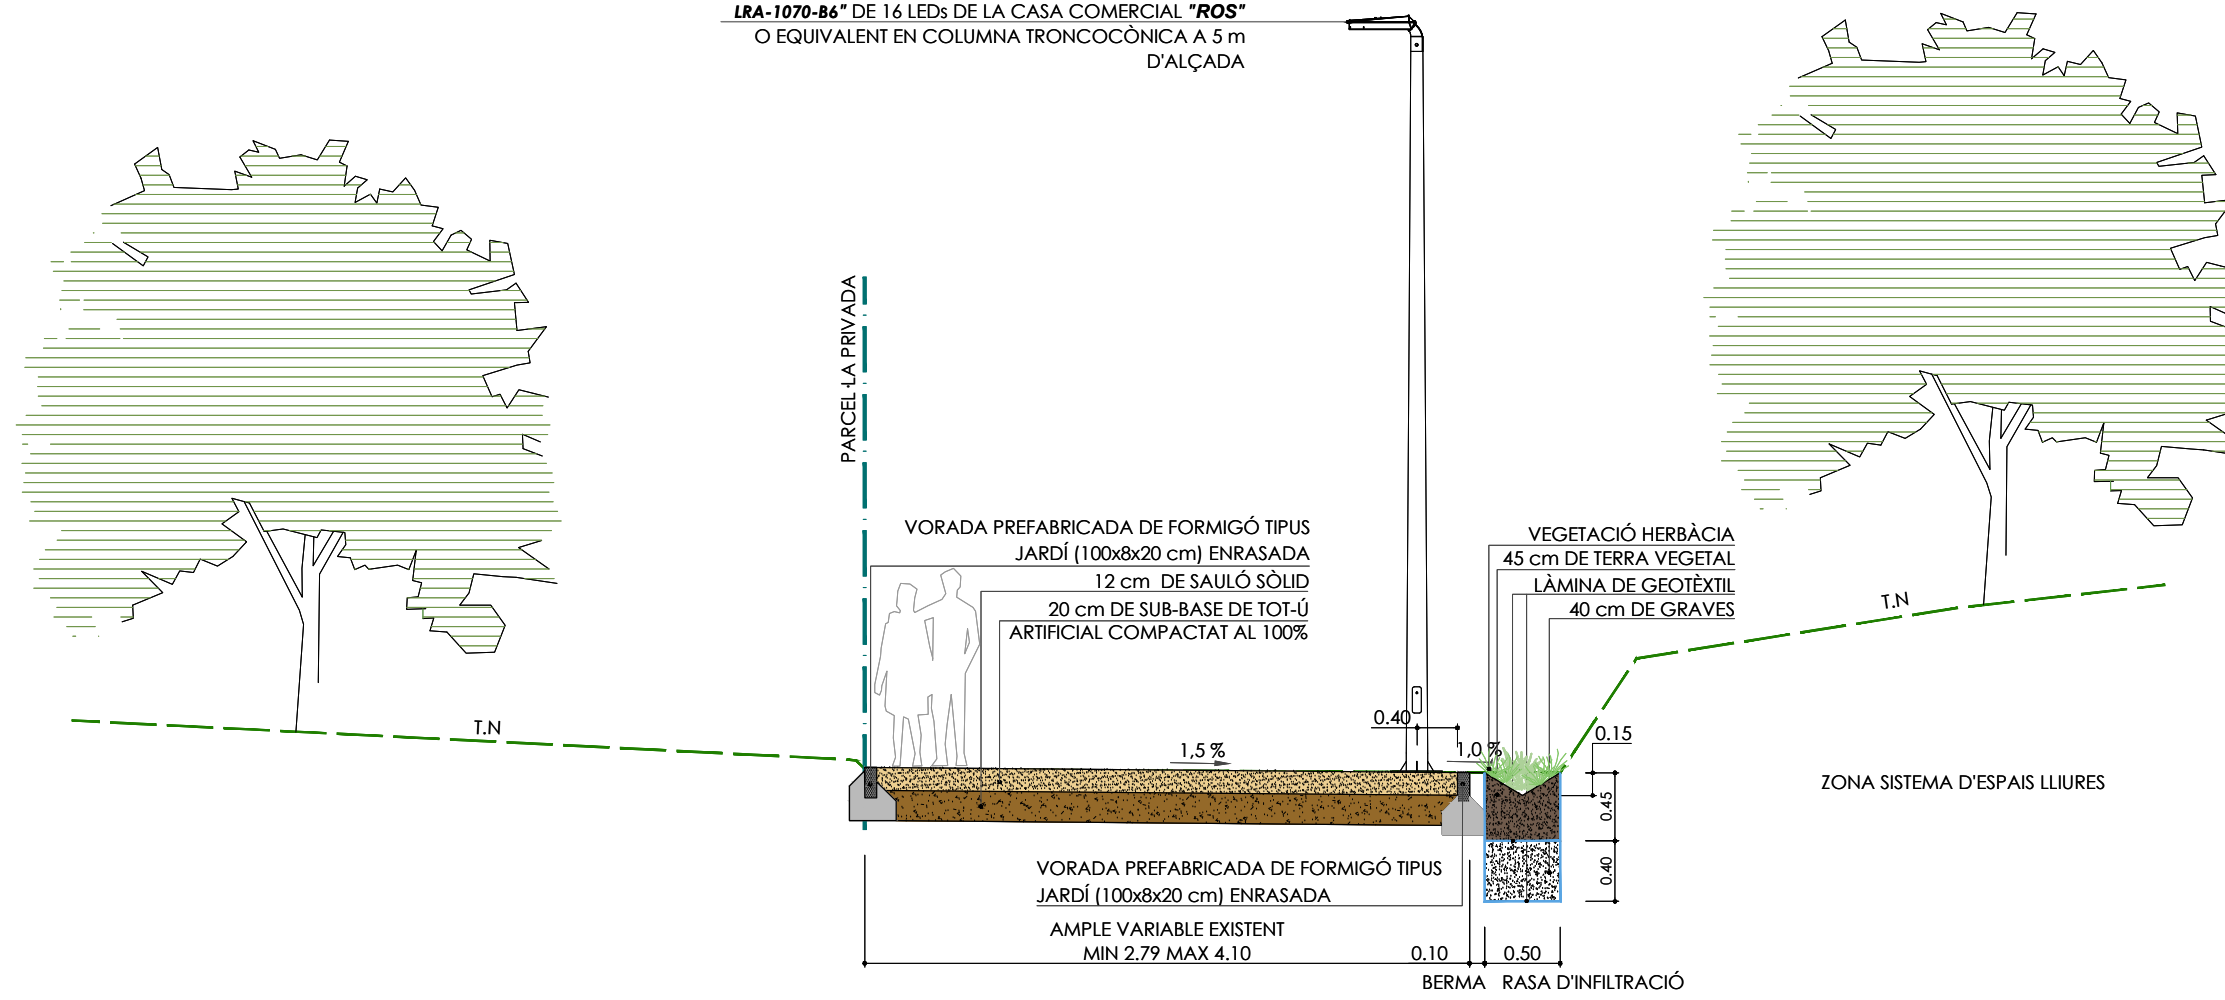 LRA-1070-B6" DE 16 LEDs DE LA CASA COMERCIAL "ROS"
O EQUIVALENT EN COLUMNA TRONCOCÒNICA A 5 m
D'ALÇADA
PARCEL·LA PRIVADA
VORADA PREFABRICADA DE FORMIGÓ TIPUS
JARDÍ (100x8x20 cm) ENRASADA
12 cm DE SAULÓ SÒLID
20 cm DE SUB-BASE DE TOT-Ú
ARTIFICIAL COMPACTAT AL 100%
VEGETACIÓ HERBÀCIA
45 cm DE TERRA VEGETAL
LÀMINA DE GEOTÈXTIL
40 cm DE GRAVES
T.N
T.N
0.40
1,5 %
1,0 %
0.15
0.45
0.40
ZONA SISTEMA D'ESPAIS LLIURES
VORADA PREFABRICADA DE FORMIGÓ TIPUS
JARDÍ (100x8x20 cm) ENRASADA
AMPLE VARIABLE EXISTENT
MIN 2.79 MAX 4.10
0.10
0.50
BERMA
RASA D'INFILTRACIÓ